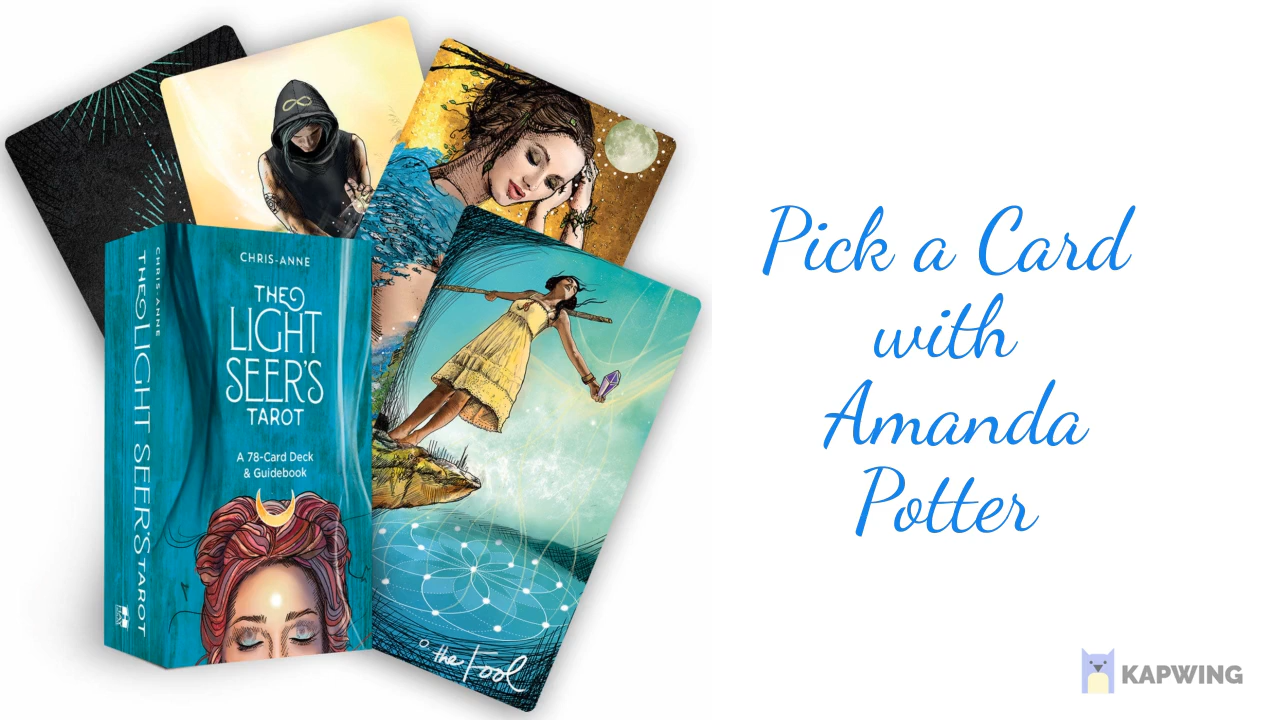 CHRIS-ANNE
THE LIGHT SEER'S TAROT
CHRIS-ANNE
THE
LIGHT
SEER'S
TAROT
A 78-Card Deck
& Guidebook
0 the Fool
Pick a Card
with
Amanda
Potter
KAPWING